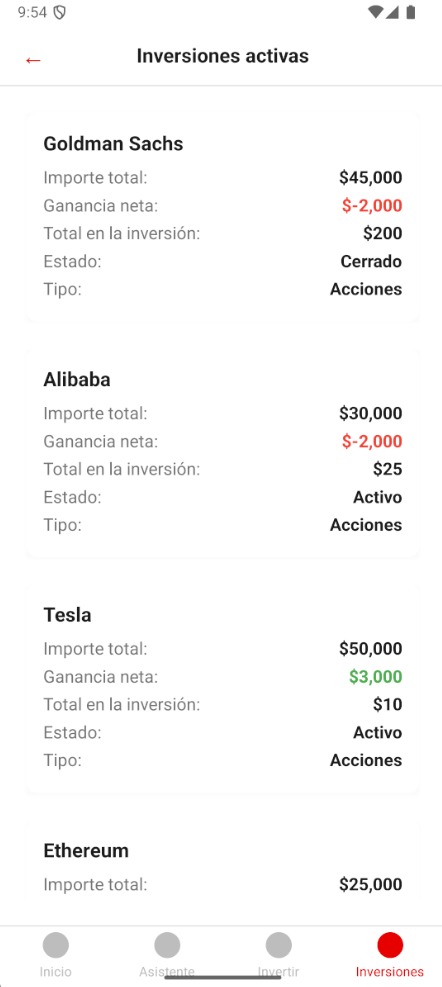 9:54
←
Inversiones activas
Goldman Sachs
Importe total: $45,000
Ganancia neta: $-2,000
Total en la inversión: $200
Estado: Cerrado
Tipo: Acciones
Alibaba
Importe total: $30,000
Ganancia neta: $-2,000
Total en la inversión: $25
Estado: Activo
Tipo: Acciones
Tesla
Importe total: $50,000
Ganancia neta: $3,000
Total en la inversión: $10
Estado: Activo
Tipo: Acciones
Ethereum
Importe total: $25,000
Inicio Asistente Invertir Inversiones